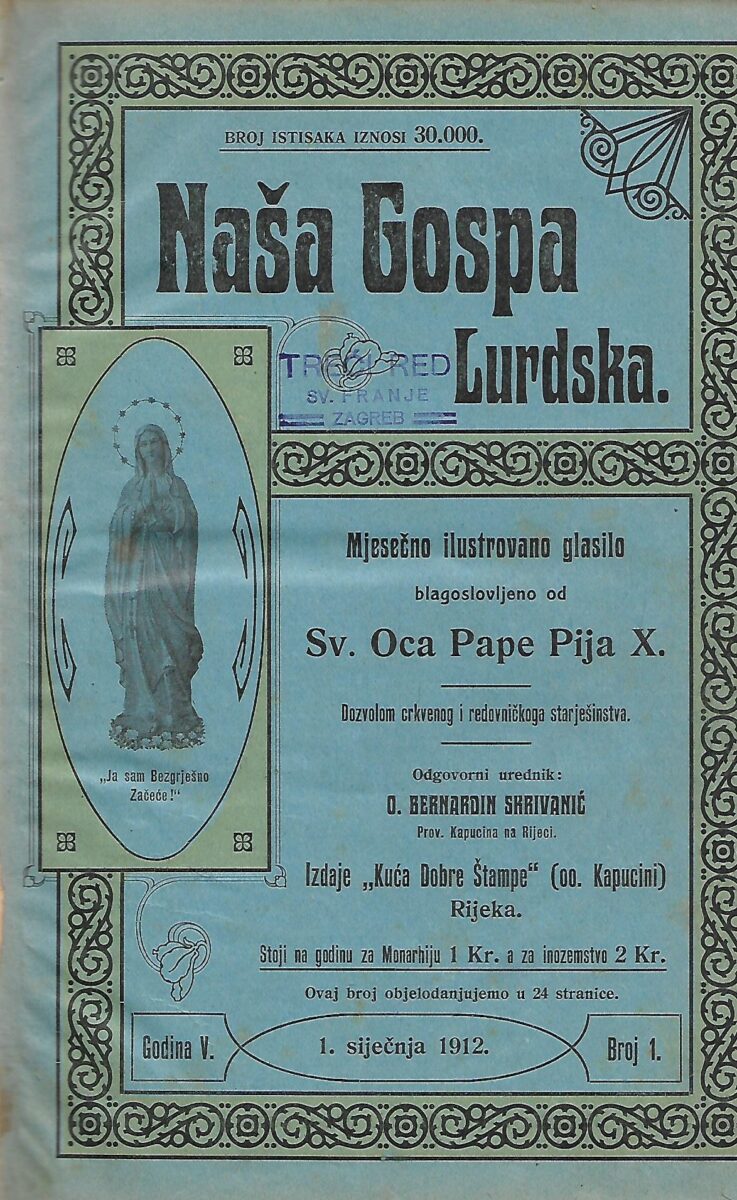 BROJ ISTISAKA IZNOSI 30.000.
Naša Gospa
Lurdska.
TREĆI RED
SV. FRANJE
ZAGREB
„Ja sam Bezgrješno
Začeće!“
Mjesečno ilustrovano glasilo
blagoslovljeno od
Sv. Oca Pape Pija X.
Dozvolom crkvenog i redovničkoga starješinstva.
Odgovorni urednik:
O. BERNARDIN SKRIVANIĆ
Prov. Kapucina na Rijeci.
Izdaje „Kuća Dobre Štampe“ (oo. Kapucini)
Rijeka.
Stoji na godinu za Monarhiju 1 Kr. a za inozemstvo 2 Kr.
Ovaj broj objelodanjujemo u 24 stranice.
Godina V.
1. siječnja 1912.
Broj 1.